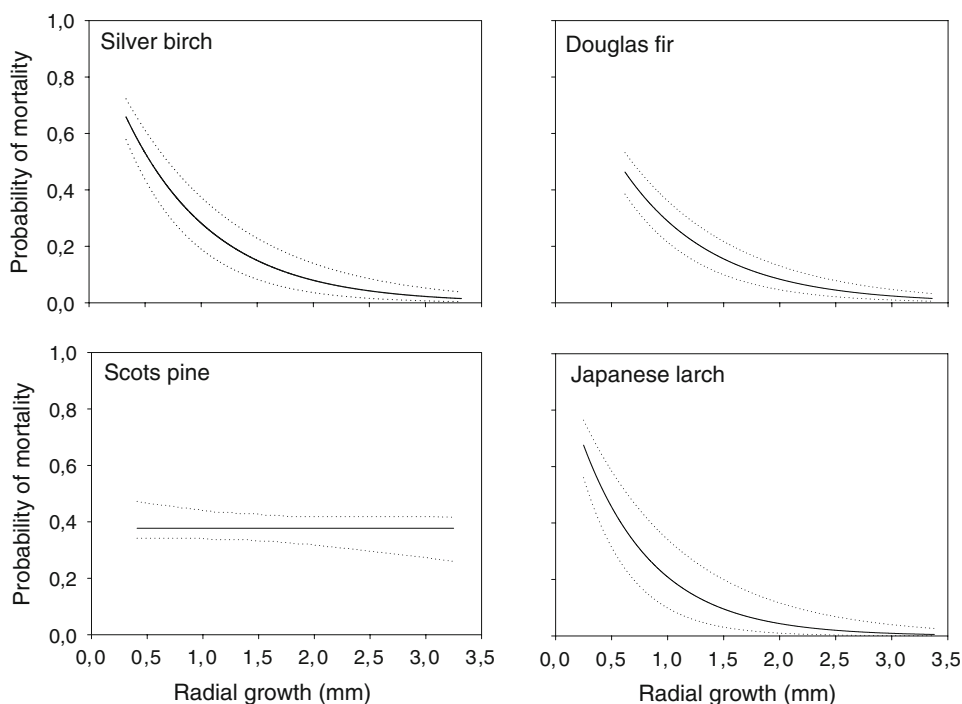 Silver birch
Douglas fir
Probability of mortality
1,0
0,8
0,6
0,4
0,2
0,0
Scots pine
Japanese larch
Probability of mortality
1,0
0,8
0,6
0,4
0,2
0,0
0,0 0,5 1,0 1,5 2,0 2,5 3,0 3,5
0,0 0,5 1,0 1,5 2,0 2,5 3,0 3,5
Radial growth (mm)
Radial growth (mm)